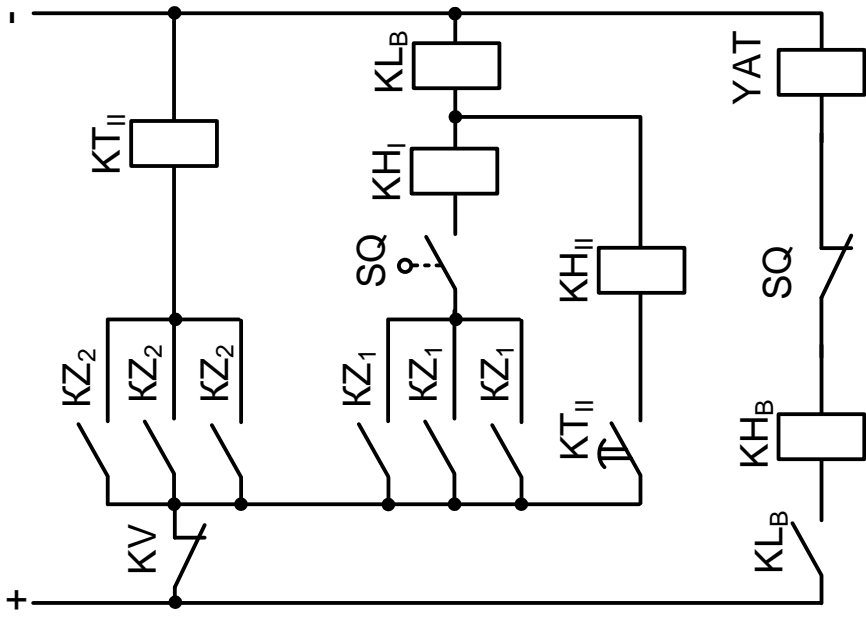 -
KT_II
KL_B
KH_I
YAT
SQ
KH_II
SQ
KZ_2
KZ_2
KZ_2
KZ_1
KZ_1
KZ_1
KT_II
KH_B
KV
KL_B
+